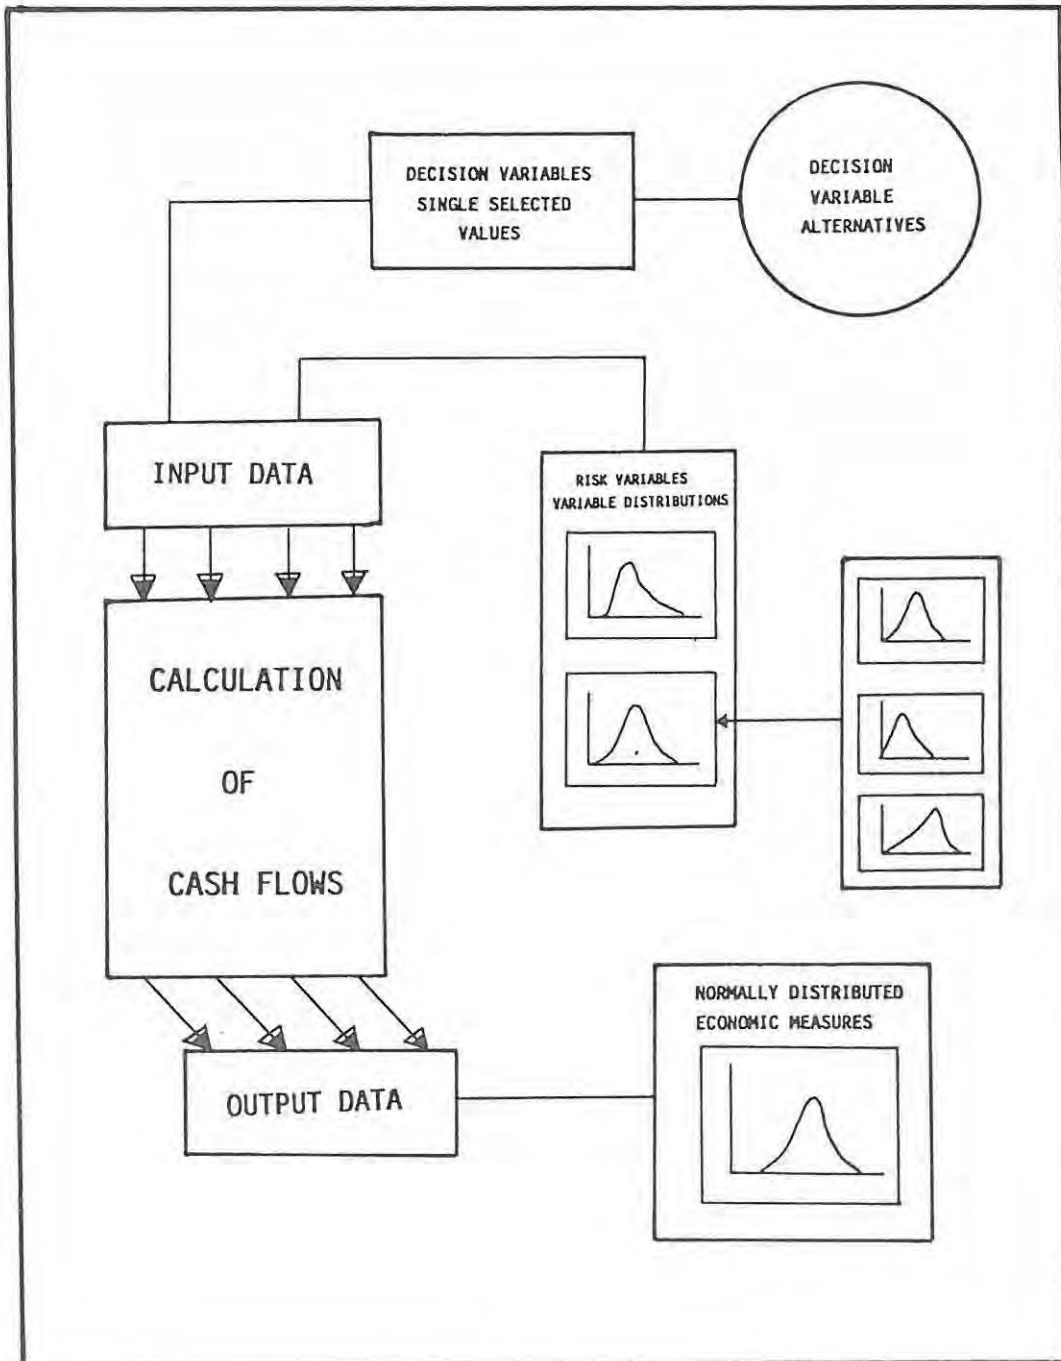 DECISION VARIABLES
SINGLE SELECTED
VALUES
DECISION
VARIABLE
ALTERNATIVES
INPUT DATA
RISK VARIABLES
VARIABLE DISTRIBUTIONS
CALCULATION
OF
CASH FLOWS
NORMALLY DISTRIBUTED
ECONOMIC MEASURES
OUTPUT DATA